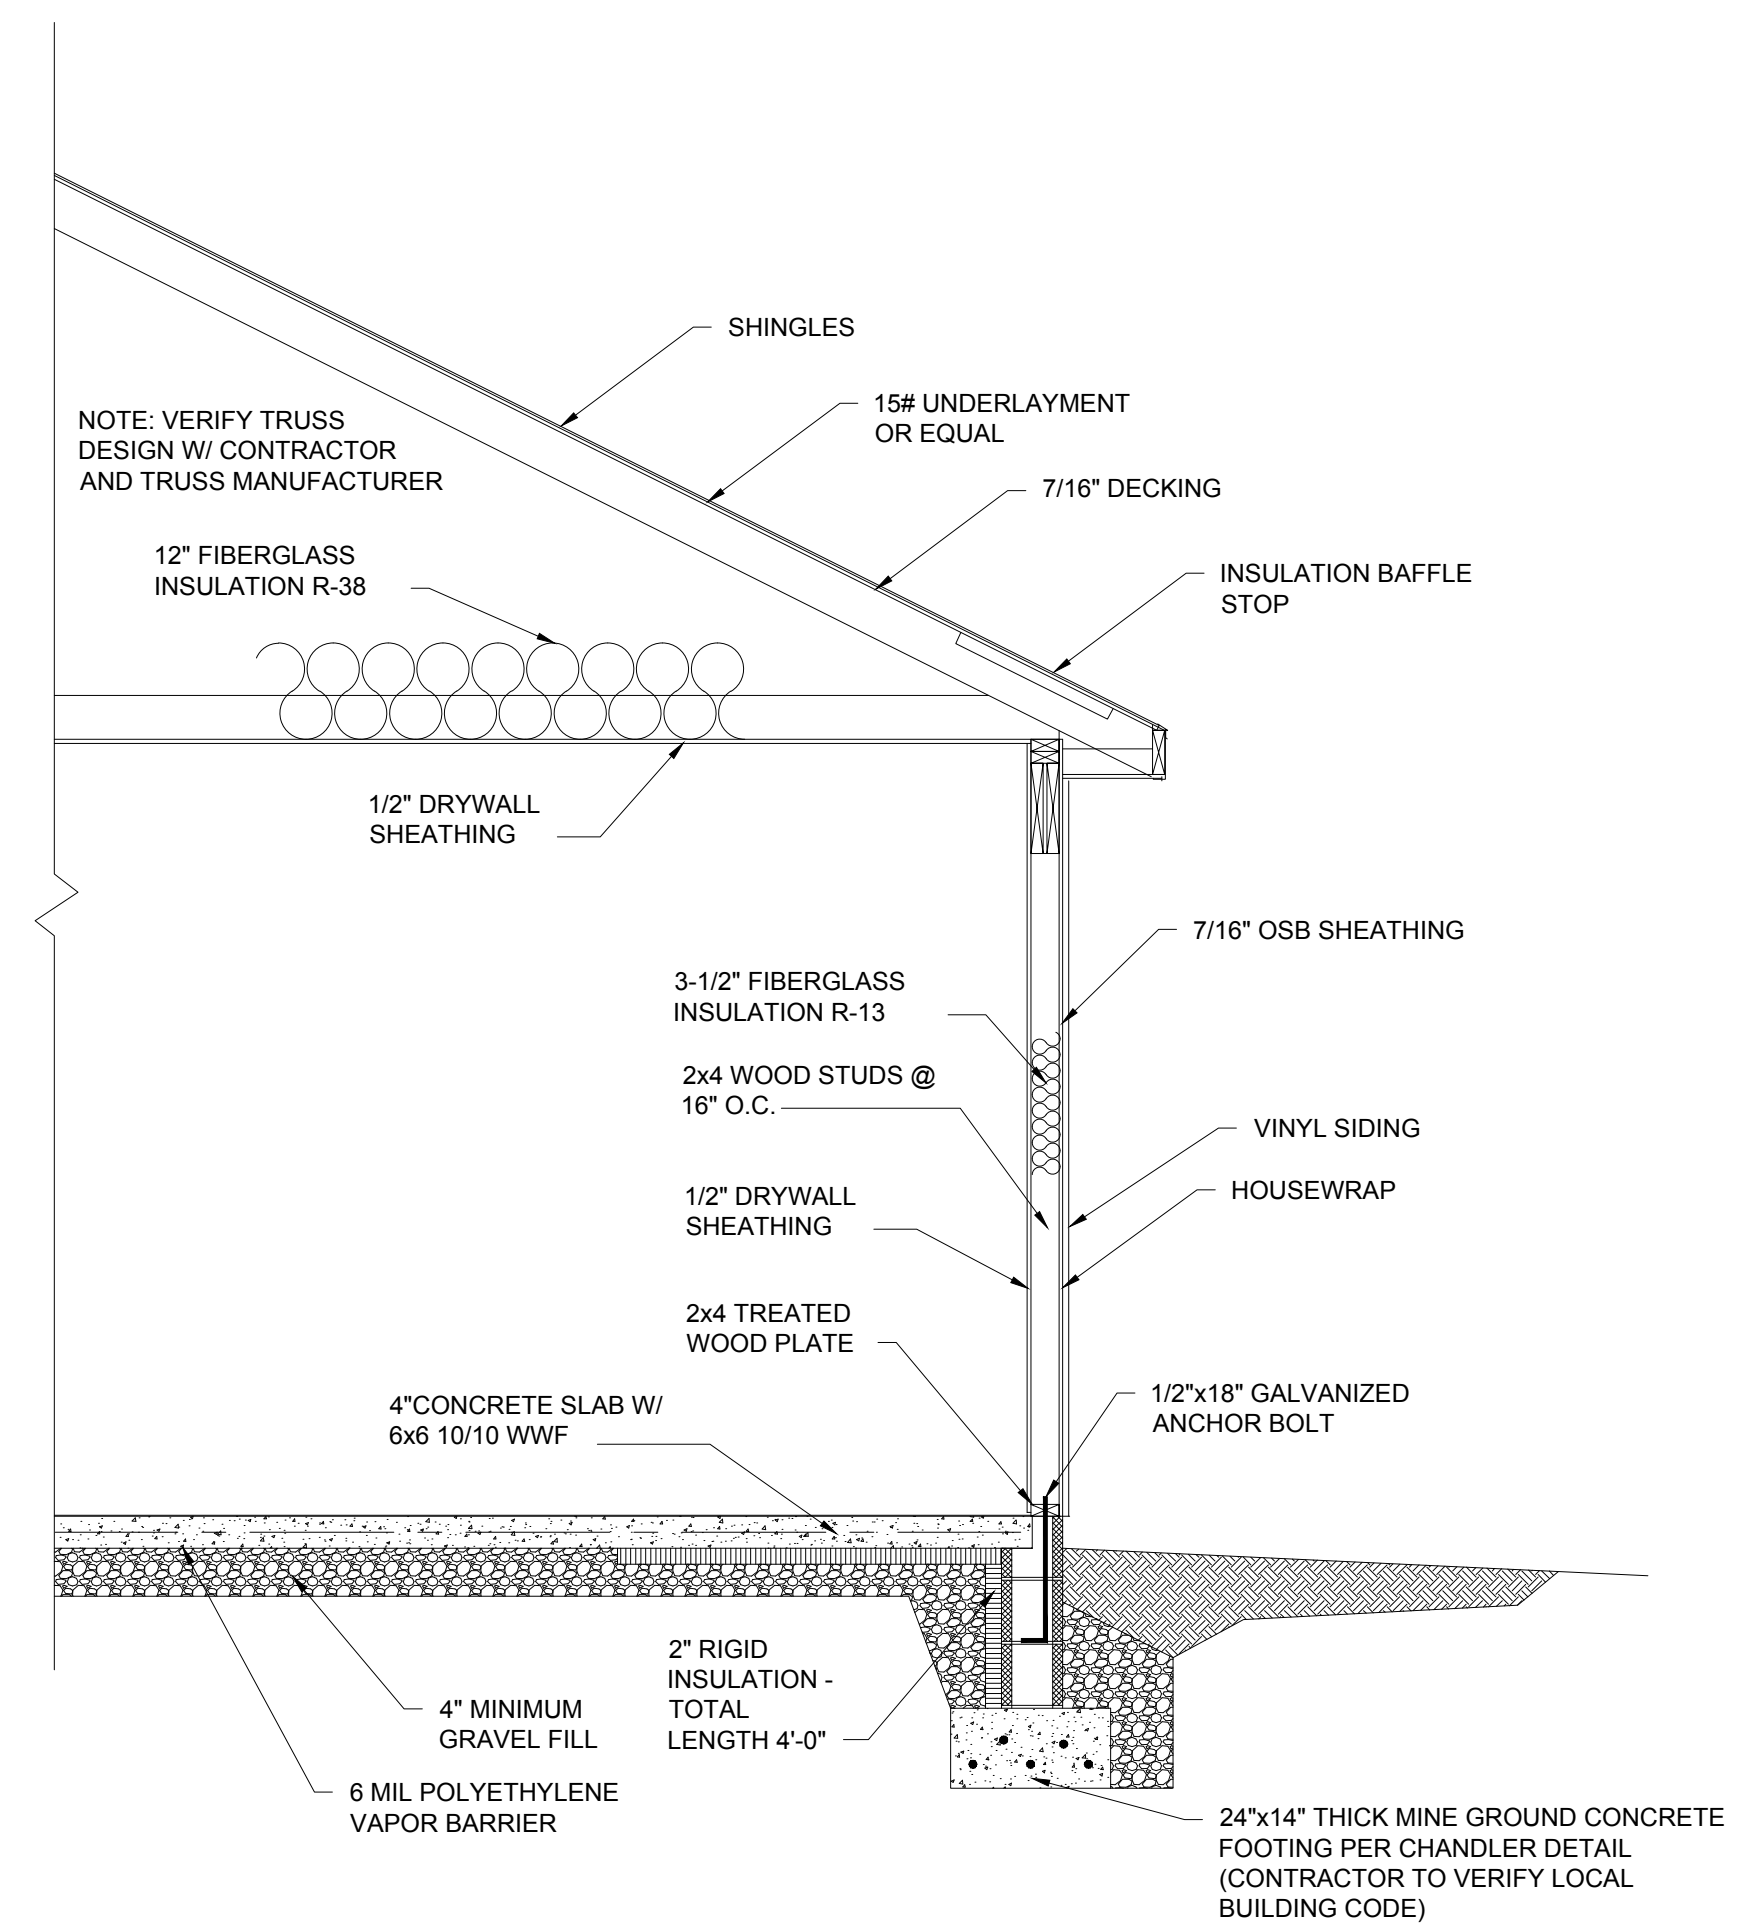 SHINGLES
15# UNDERLAYMENT
OR EQUAL
NOTE: VERIFY TRUSS
DESIGN W/ CONTRACTOR
AND TRUSS MANUFACTURER
7/16" DECKING
12" FIBERGLASS
INSULATION R-38
INSULATION BAFFLE
STOP
1/2" DRYWALL
SHEATHING
7/16" OSB SHEATHING
3-1/2" FIBERGLASS
INSULATION R-13
2x4 WOOD STUDS @
16" O.C.
VINYL SIDING
1/2" DRYWALL
SHEATHING
HOUSEWRAP
2x4 TREATED
WOOD PLATE
4"CONCRETE SLAB W/
6x6 10/10 WWF
1/2"x18" GALVANIZED
ANCHOR BOLT
2" RIGID
INSULATION -
TOTAL
LENGTH 4'-0"
4" MINIMUM
GRAVEL FILL
6 MIL POLYETHYLENE
VAPOR BARRIER
24"x14" THICK MINE GROUND CONCRETE
FOOTING PER CHANDLER DETAIL
(CONTRACTOR TO VERIFY LOCAL
BUILDING CODE)